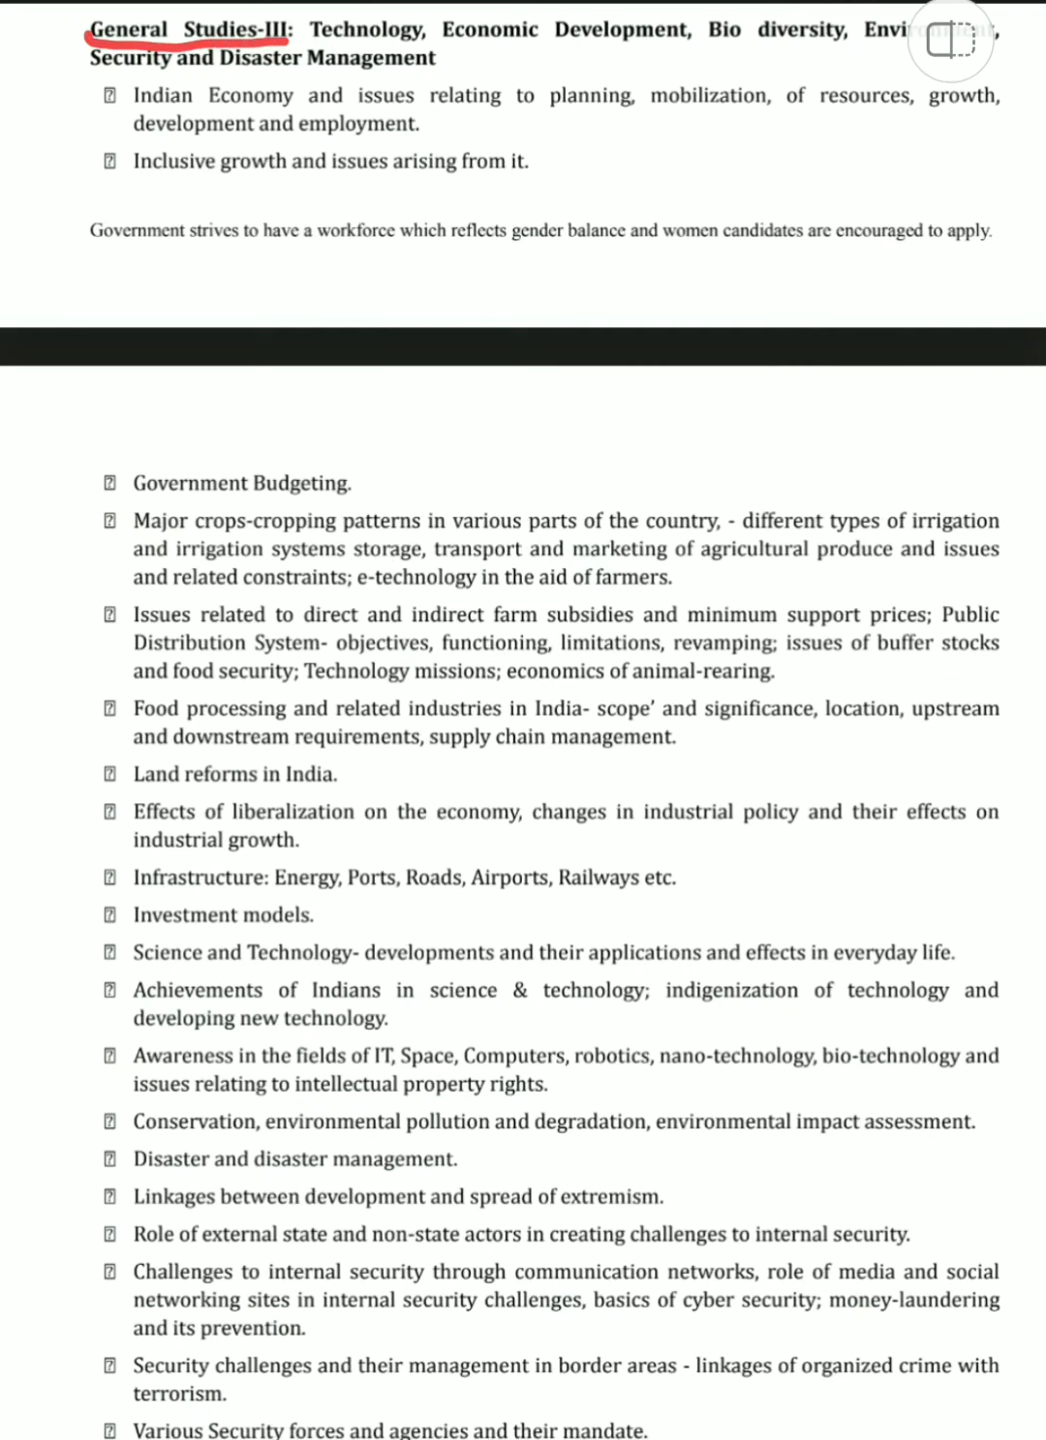 General Studies-III: Technology, Economic Development, Bio diversity,
Security and Disaster Management
Indian Economy and issues relating to planning, mobilization, of resources, growth,
development and employment.
Inclusive growth and issues arising from it.
Government strives to have a workforce which reflects gender balance and women candidates are encouraged to apply.
Government Budgeting.
Major crops-cropping patterns in various parts of the country, - different types of irrigation
and irrigation systems storage, transport and marketing of agricultural produce and issues
and related constraints; e-technology in the aid of farmers.
Issues related to direct and indirect farm subsidies and minimum support prices; Public
Distribution System- objectives, functioning, limitations, revamping; issues of buffer stocks
and food security; Technology missions; economics of animal-rearing.
Food processing and related industries in India- scope’ and significance, location, upstream
and downstream requirements, supply chain management.
Land reforms in India.
Effects of liberalization on the economy, changes in industrial policy and their effects on
industrial growth.
Infrastructure: Energy, Ports, Roads, Airports, Railways etc.
Investment models.
Science and Technology- developments and their applications and effects in everyday life.
Achievements of Indians in science & technology; indigenization of technology and
developing new technology.
Awareness in the fields of IT, Space, Computers, robotics, nano-technology, bio-technology and
issues relating to intellectual property rights.
Conservation, environmental pollution and degradation, environmental impact assessment.
Disaster and disaster management.
Linkages between development and spread of extremism.
Role of external state and non-state actors in creating challenges to internal security.
Challenges to internal security through communication networks, role of media and social
networking sites in internal security challenges, basics of cyber security; money-laundering
and its prevention.
Security challenges and their management in border areas - linkages of organized crime with
terrorism.
Various Security forces and agencies and their mandate.